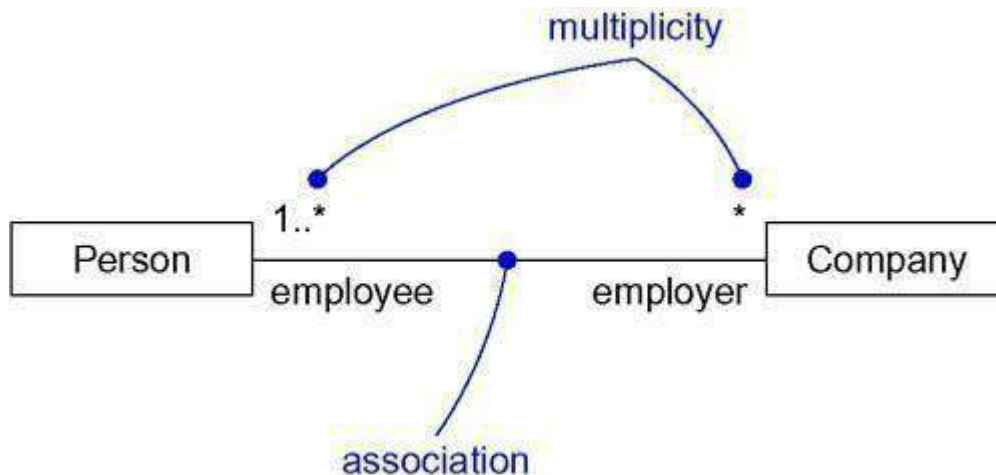 multiplicity
1..*
*
Person
Company
employee
employer
association